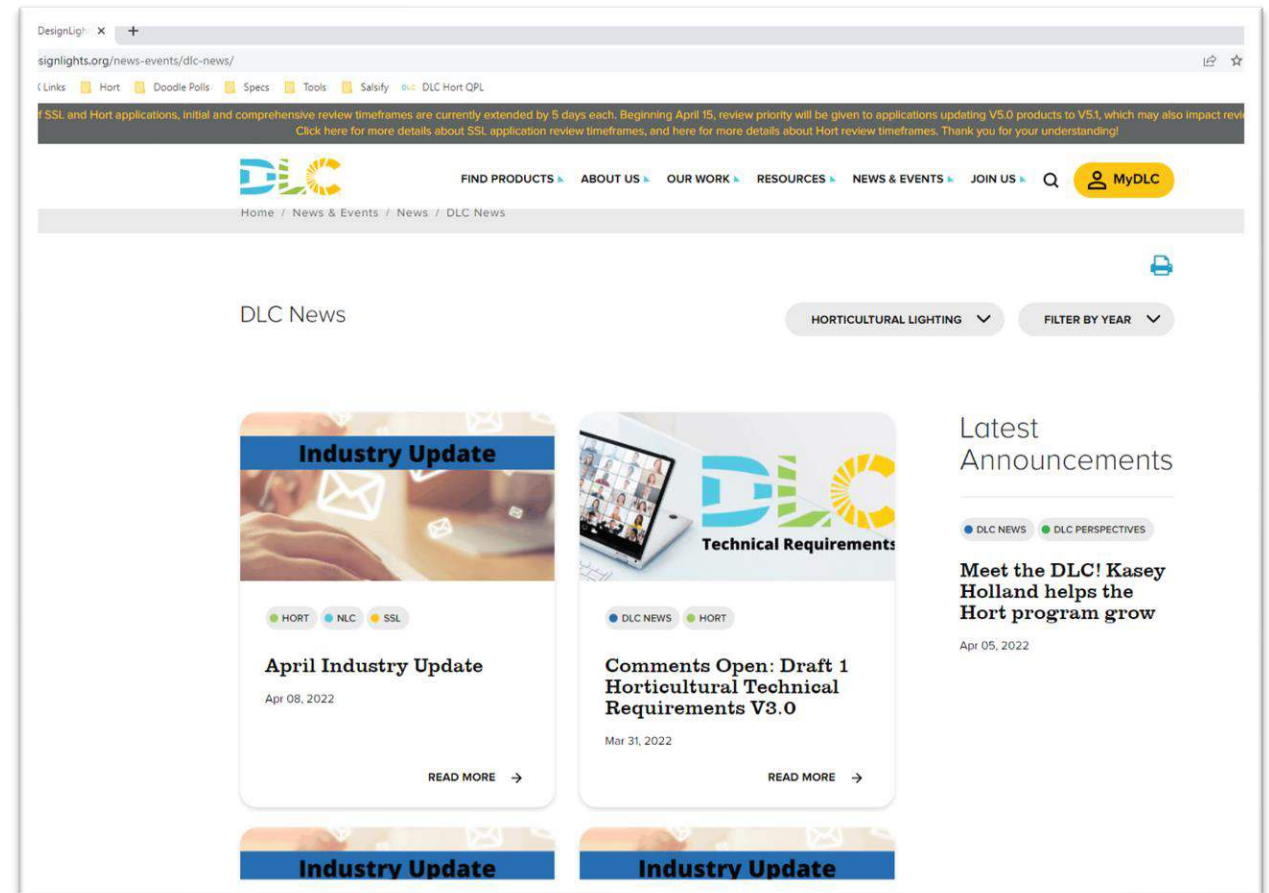 DesignLigh
signlights.org/news-events/dlc-news/
Links Hort Doodle Polls Specs Tools Salsify DLC DLC Hort QPL
f SSL and Hort applications, initial and comprehensive review timeframes are currently extended by 5 days each. Beginning April 15, review priority will be given to applications updating V5.0 products to V5.1, which may also impact revi
Click here for more details about SSL application review timeframes, and here for more details about Hort review timeframes. Thank you for your understanding!
DLC FIND PRODUCTS ABOUT US OUR WORK RESOURCES NEWS & EVENTS JOIN US MyDLC
Home / News & Events / News / DLC News
DLC News HORTICULTURAL LIGHTING FILTER BY YEAR
Industry Update
HORT NLC SSL
April Industry Update
Apr 08, 2022
READ MORE →
DLC
Technical Requirements
DLC NEWS HORT
Comments Open: Draft 1
Horticultural Technical
Requirements V3.0
Mar 31, 2022
READ MORE →
Latest
Announcements
DLC NEWS DLC PERSPECTIVES
Meet the DLC! Kasey
Holland helps the
Hort program grow
Apr 05, 2022
Industry Update
Industry Update